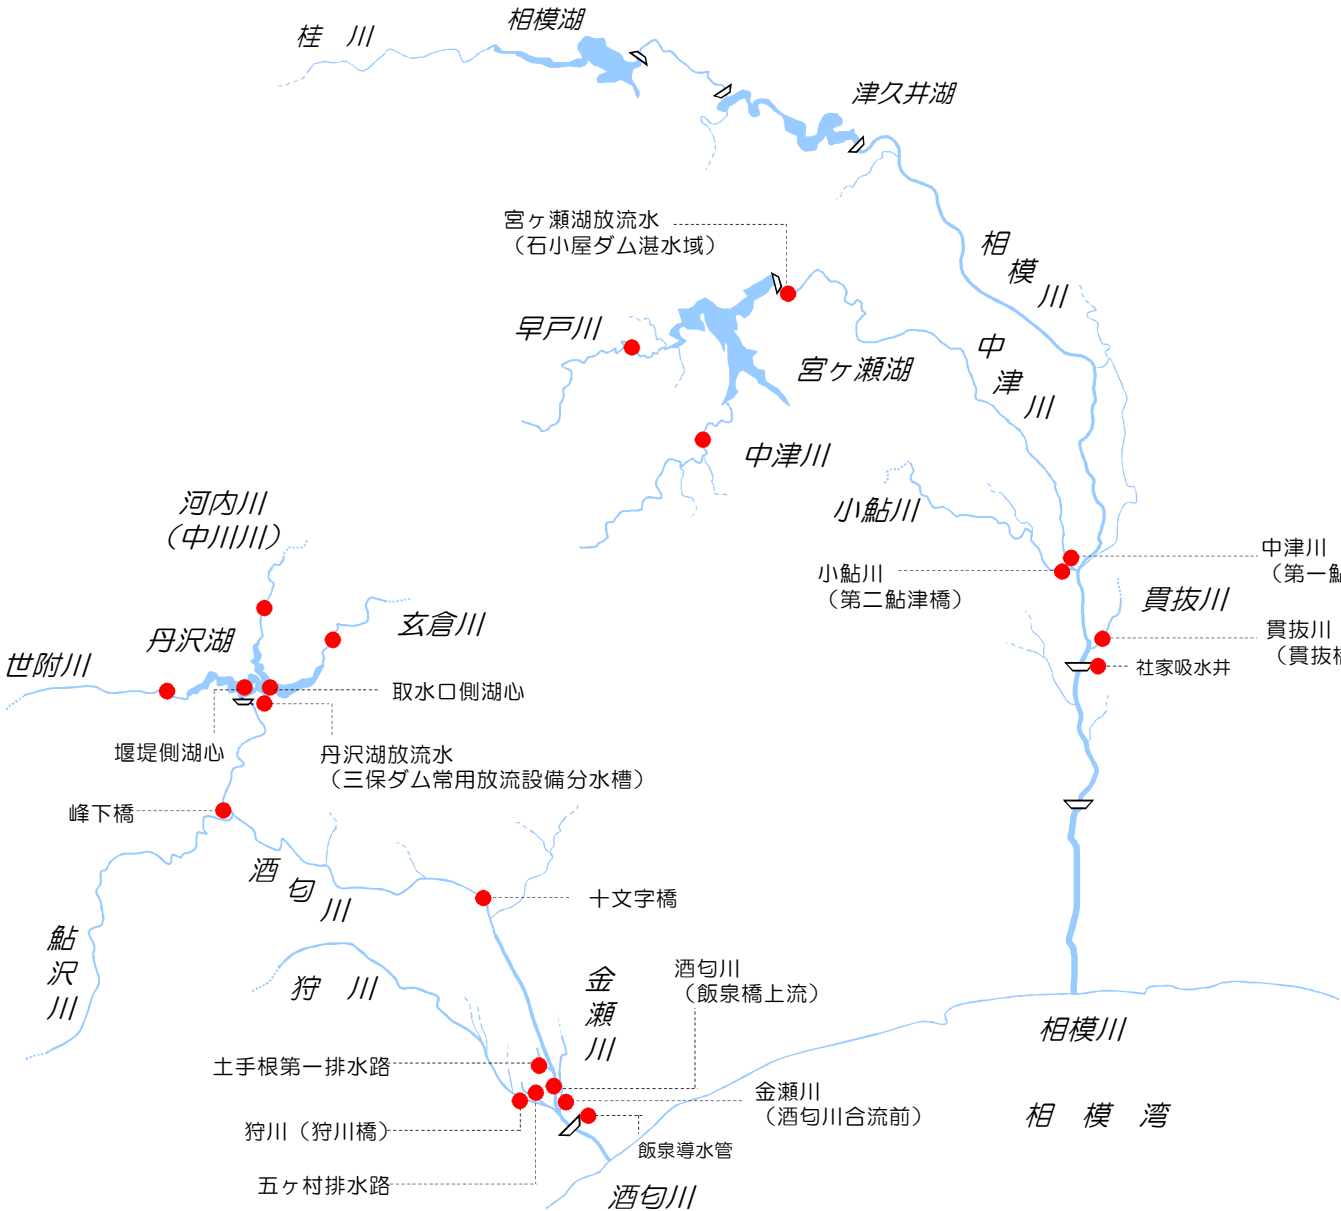 桂　川
相模湖
津久井湖
宮ヶ瀬湖放流水
（石小屋ダム湛水域）
相模川
早戸川
宮ヶ瀬湖
中津川
中津川
小鮎川
河内川
（中川川）
中津川
（第一鮎
小鮎川
（第二鮎津橋）
貫抜川
玄倉川
丹沢湖
世附川
貫抜川
（貫抜橋
社家吸水井
取水口側湖心
堰堤側湖心
丹沢湖放流水
（三保ダム常用放流設備分水槽）
峰下橋
酒匂川
十文字橋
鮎沢川
狩　川
金瀬川
酒匂川
（飯泉橋上流）
相模川
土手根第一排水路
金瀬川
（酒匂川合流前）
相　模　湾
狩川（狩川橋）
飯泉導水管
五ヶ村排水路
酒匂川